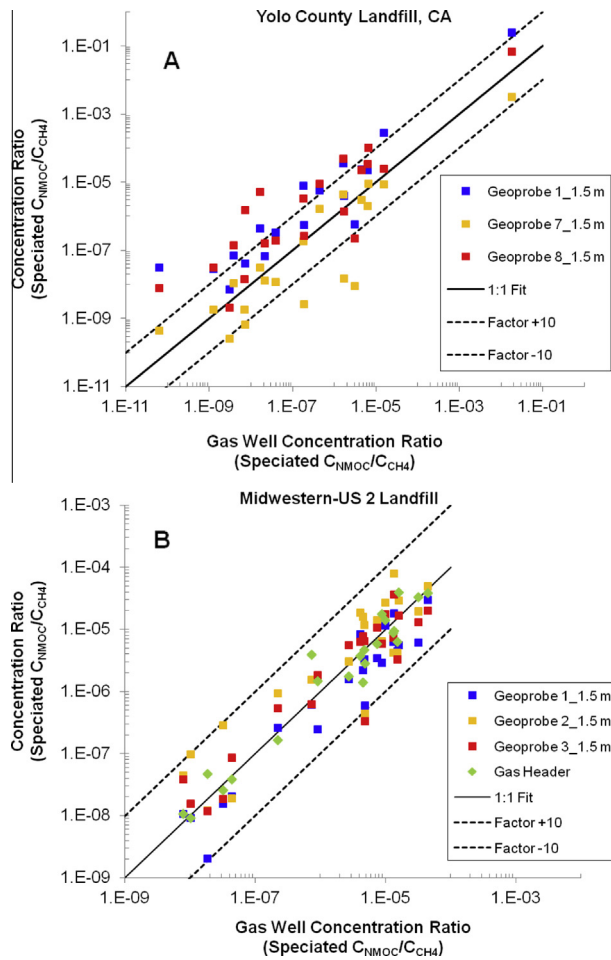 Yolo County Landfill, CA
A
Concentration Ratio
(Speciated CNMOC/CCH4)
1.E-01
1.E-03
1.E-05
1.E-07
1.E-09
1.E-11
Geoprobe 1_1.5 m
Geoprobe 7_1.5 m
Geoprobe 8_1.5 m
1:1 Fit
Factor +10
Factor -10
1.E-11 1.E-09 1.E-07 1.E-05 1.E-03 1.E-01
Gas Well Concentration Ratio
(Speciated CNMOC/CCH4)
Midwestern-US 2 Landfill
B
Concentration Ratio
(Speciated CNMOC/CCH4)
1.E-03
1.E-04
1.E-05
1.E-06
1.E-07
1.E-08
1.E-09
Geoprobe 1_1.5 m
Geoprobe 2_1.5 m
Geoprobe 3_1.5 m
Gas Header
1:1 Fit
Factor +10
Factor -10
1.E-09 1.E-07 1.E-05 1.E-03
Gas Well Concentration Ratio
(Speciated CNMOC/CCH4)